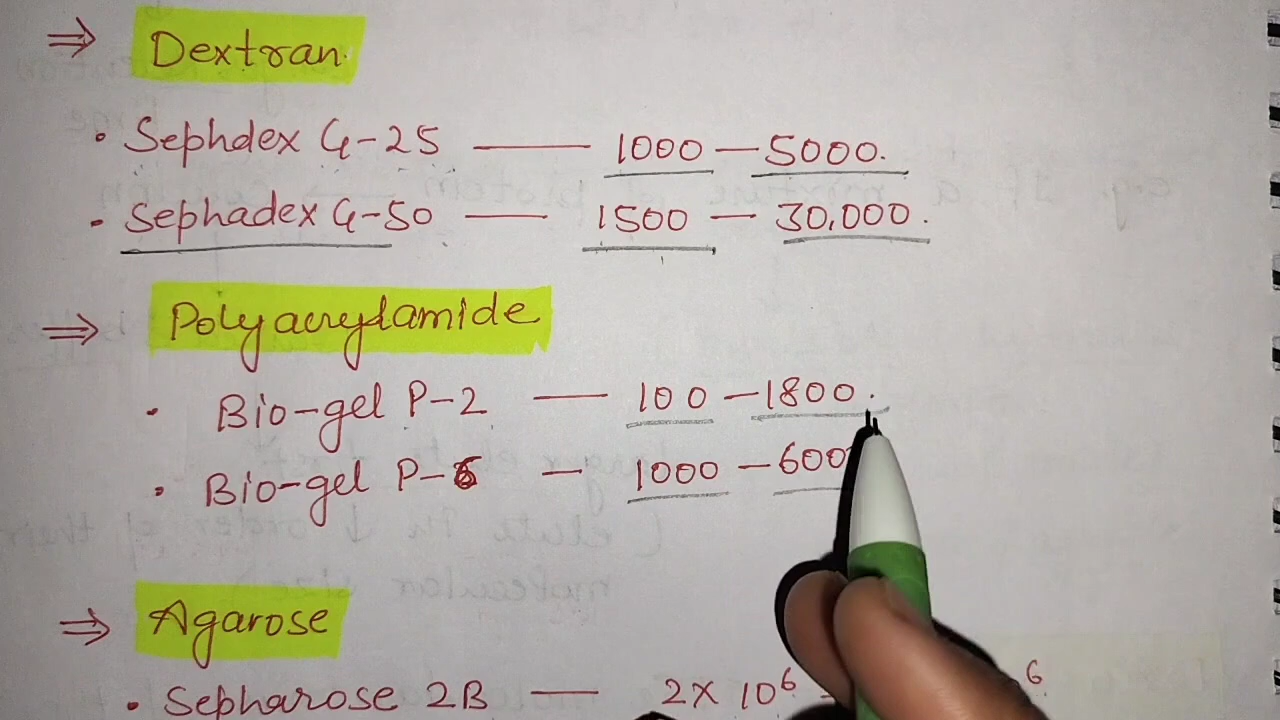 ⇒ Dextran.
• Sephdex G-25 — 1000 — 5000.
• Sephadex G-50 — 1500 — 30,000.
⇒ Polyacrylamide
• Bio-gel P-2 — 100 — 1800.
• Bio-gel P-6 — 1000 — 600
⇒ Agarose
• Sepharose 2B — 2X 10⁶ - 6